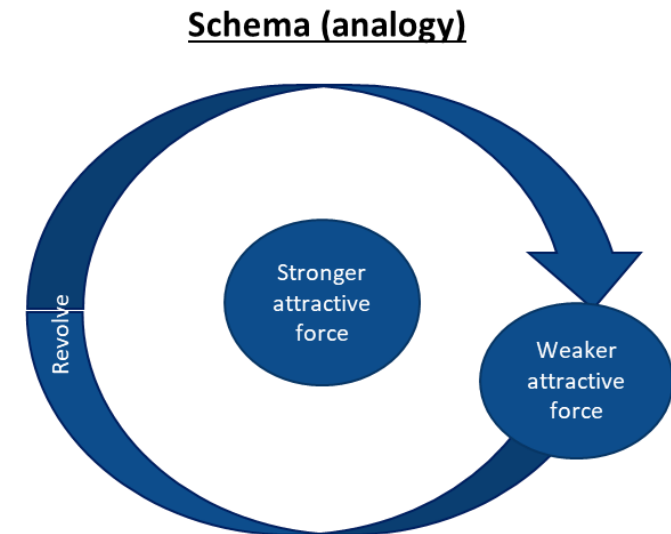 Schema (analogy)
Stronger
attractive
force
Revolve
Weaker
attractive
force